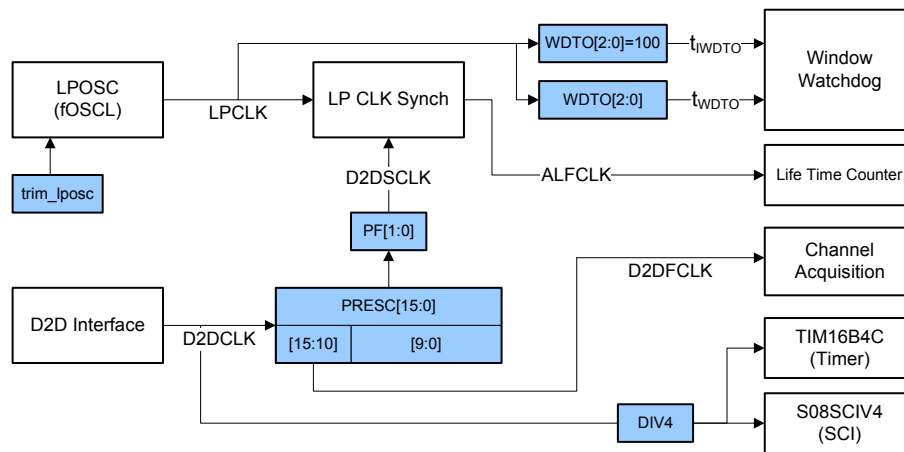 WDTO[2:0]=100
tIWDTO
Window
Watchdog
LPOSC
(fOSCL)
LPCLK
LP CLK Synch
WDTO[2:0]
tWDTO
trim_lposc
D2DSCLK
ALFCLK
Life Time Counter
PF[1:0]
Channel
Acquisition
D2DFCLK
D2D Interface
D2DCLK
PRESC[15:0]
[15:10]
[9:0]
TIM16B4C
(Timer)
DIV4
S08SCIV4
(SCI)